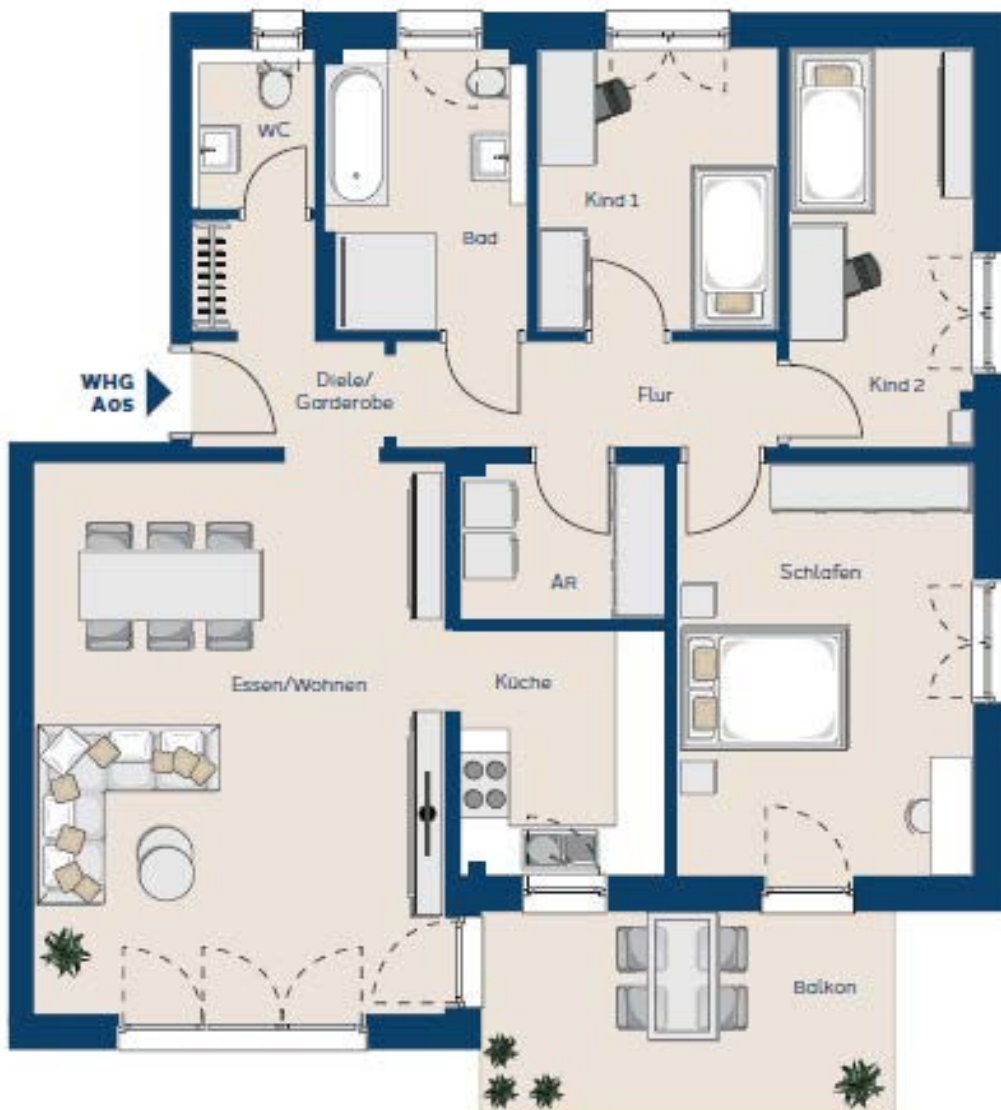 WC
Bad
Kind 1
Kind 2
WHG
A05
Diele/
Garderobe
Flur
AR
Schlafen
Essen/Wohnen
Küche
Balkon